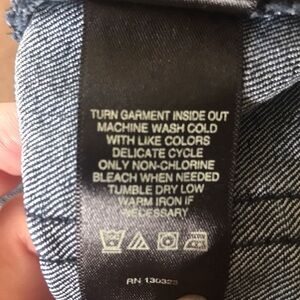 TURN GARMENT INSIDE OUT
MACHINE WASH COLD
WITH LIKE COLORS
DELICATE CYCLE
ONLY NON-CHLORINE
BLEACH WHEN NEEDED
TUMBLE DRY LOW
WARM IRON IF
NECESSARY
RN 130323